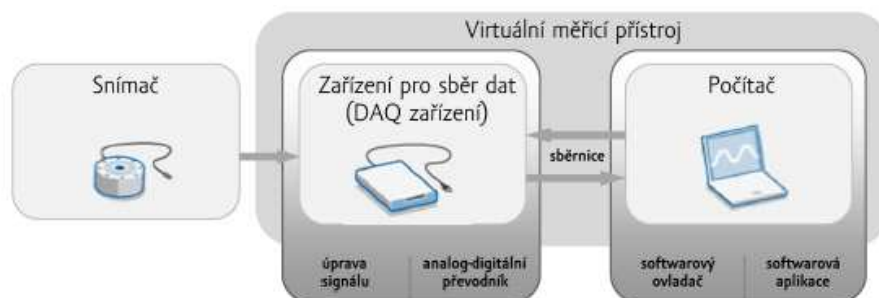 Virtuální měřicí přístroj
Snímač
Zařízení pro sběr dat
(DAQ zařízení)
Počítač
sběrnice
úprava
signálu
analog-digitální
převodník
softwarový
ovladač
softwarová
aplikace